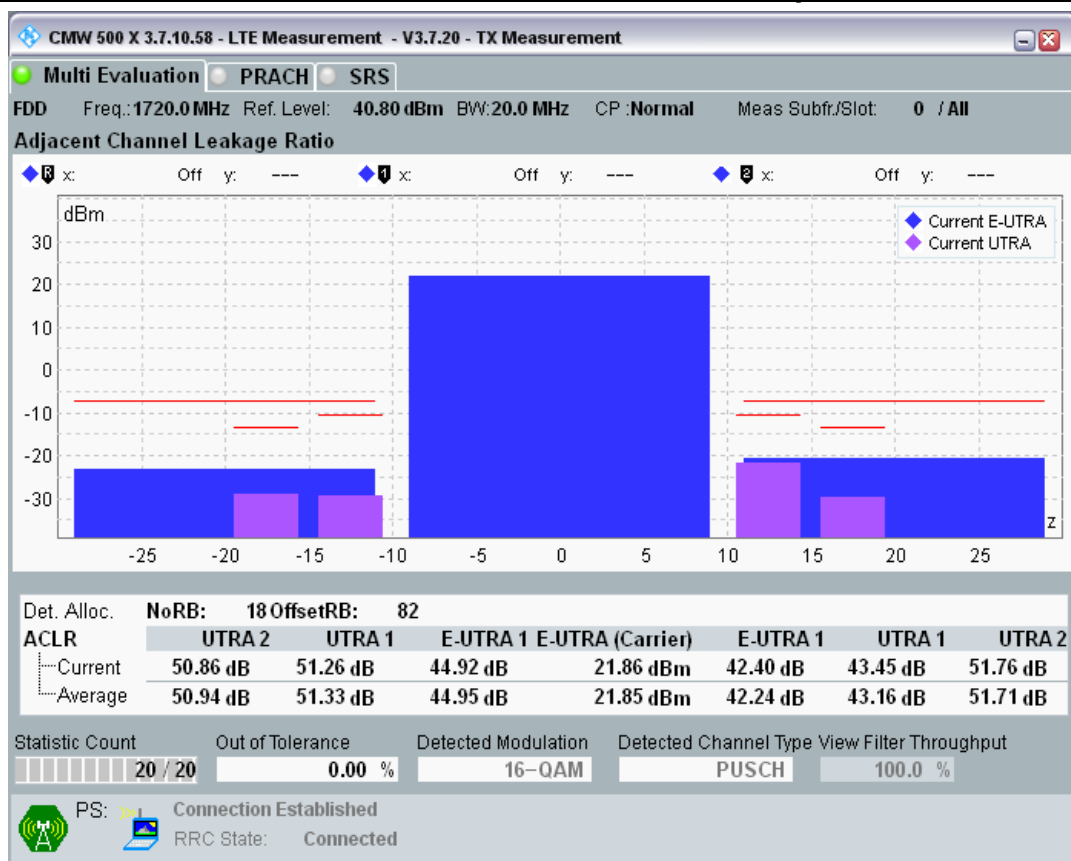 CMW 500 X 3.7.10.58 - LTE Measurement - V3.7.20 - TX Measurement
Multi Evaluation PRACH SRS
FDD Freq.: 1720.0 MHz Ref. Level: 40.80 dBm BW: 20.0 MHz CP : Normal Meas Subfr./Slot: 0 / All
Adjacent Channel Leakage Ratio
R x: Off y: --- 1 x: Off y: --- 2 x: Off y: ---
dBm
Current E-UTRA
Current UTRA
30
20
10
0
-10
-20
-30
z
-25 -20 -15 -10 -5 0 5 10 15 20 25
Det. Alloc. NoRB: 18 OffsetRB: 82
ACLR UTRA 2 UTRA 1 E-UTRA 1 E-UTRA (Carrier) E-UTRA 1 UTRA 1 UTRA 2
Current 50.86 dB 51.26 dB 44.92 dB 21.86 dBm 42.40 dB 43.45 dB 51.76 dB
Average 50.94 dB 51.33 dB 44.95 dB 21.85 dBm 42.24 dB 43.16 dB 51.71 dB
Statistic Count Out of Tolerance Detected Modulation Detected Channel Type View Filter Throughput
20 / 20 0.00 % 16-QAM PUSCH 100.0 %
PS: Connection Established
RRC State: Connected